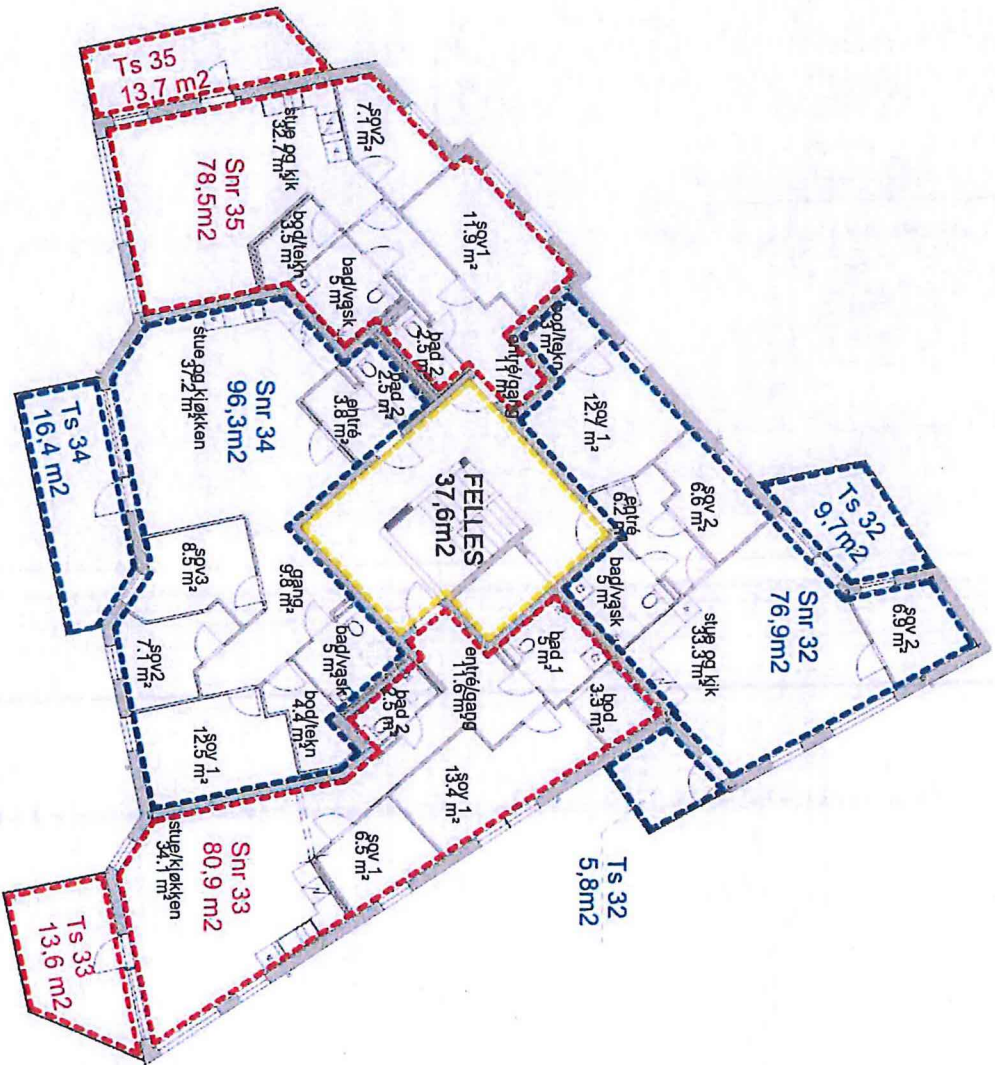 Ts 35
13,7 m2
Snr 35
78,5m2
stue og kjk
32.7 m²
sov2
7.1 m²
bod/tekn
3.5 m²
bad/vask
5 m²
sov1
11.9 m²
bad 2
2.5 m²
entré/gang
11 m²
bod/tekn
3 m²
sov 1
12.7 m²
sov 2
6.6 m²
entré
6.2 m²
bad/vask
5 m²
Ts 32
9,7m2
Snr 32
76,9m2
stue og kjk
33.3 m²
sov 2
6.9 m²
Ts 32
5,8m2
FELLES
37,6m2
Snr 34
96,3m2
stue og kjøkken
37.2 m²
entré
3.8 m²
bad 2
2.5 m²
Ts 34
16,4 m2
sov3
8.5 m²
gang
9.8 m²
sov2
7.1 m²
bad/vask
5 m²
bod/tekn
4.4 m²
sov 1
12.5 m²
bad 2
2.5 m²
entré/gang
11.6 m²
bad 1
5 m²
bod
3.3 m²
sov 1
13.4 m²
sov 1
6.5 m²
Snr 33
80,9 m2
stue/kjøkken
34.1 m²
Ts 33
13,6 m2